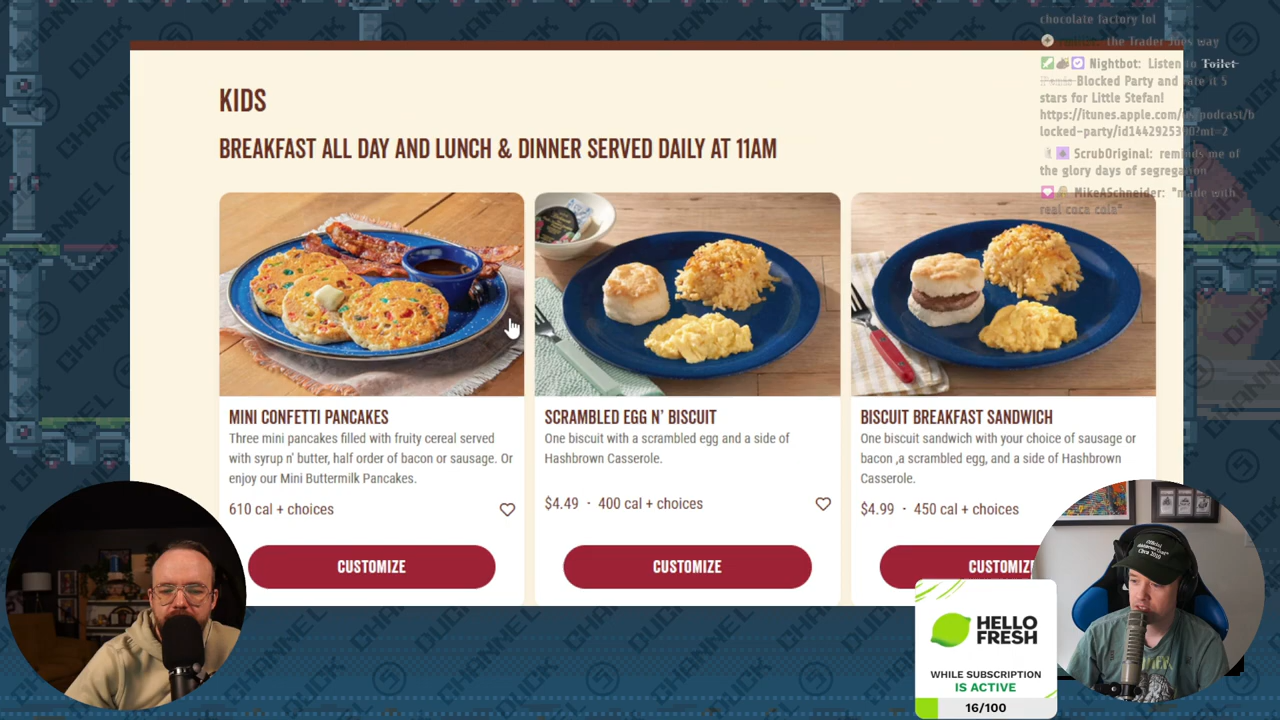 KIDS
BREAKFAST ALL DAY AND LUNCH & DINNER SERVED DAILY AT 11AM
MINI CONFETTI PANCAKES
Three mini pancakes filled with fruity cereal served
with syrup n' butter, half order of bacon or sausage. Or
enjoy our Mini Buttermilk Pancakes.
610 cal + choices
CUSTOMIZE
SCRAMBLED EGG N' BISCUIT
One biscuit with a scrambled egg and a side of
Hashbrown Casserole.
$4.49 · 400 cal + choices
CUSTOMIZE
BISCUIT BREAKFAST SANDWICH
One biscuit sandwich with your choice of sausage or
bacon ,a scrambled egg, and a side of Hashbrown
Casserole.
$4.99 · 450 cal + choices
CUSTOMIZE
chocolate factory lol
the Trader Joes way
Nightbot: Listen to Toilet
Blocked Party and rate it 5
stars for Little Stefan!
https://itunes.apple.com/us/podcast/b
ScrubOriginal: reminds me of
the glory days of segregation
MikeASchneider: "made with
real coca cola"
HELLO
FRESH
WHILE SUBSCRIPTION
IS ACTIVE
16/100
DUCK
CHANNEL